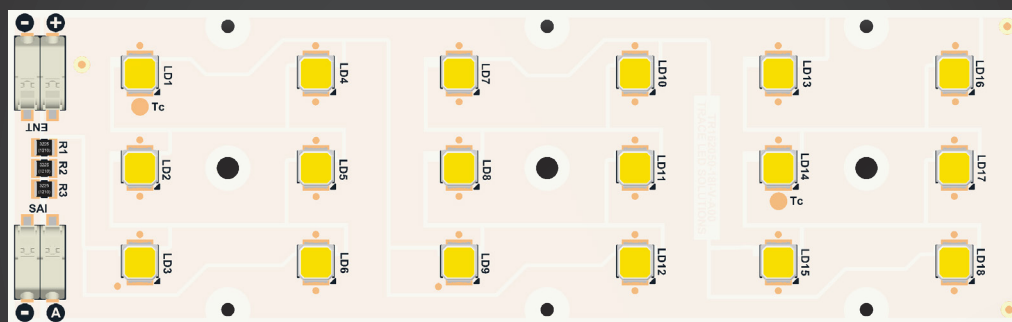 - +
LD1 LD4 LD7 LD10 LD13 LD16
Tc
ENT
R1
R2
R3
LD2 LD5 LD8 LD11 LD14 LD17
Tc
SAI
LD3 LD6 LD9 LD12 LD15 LD18
- A